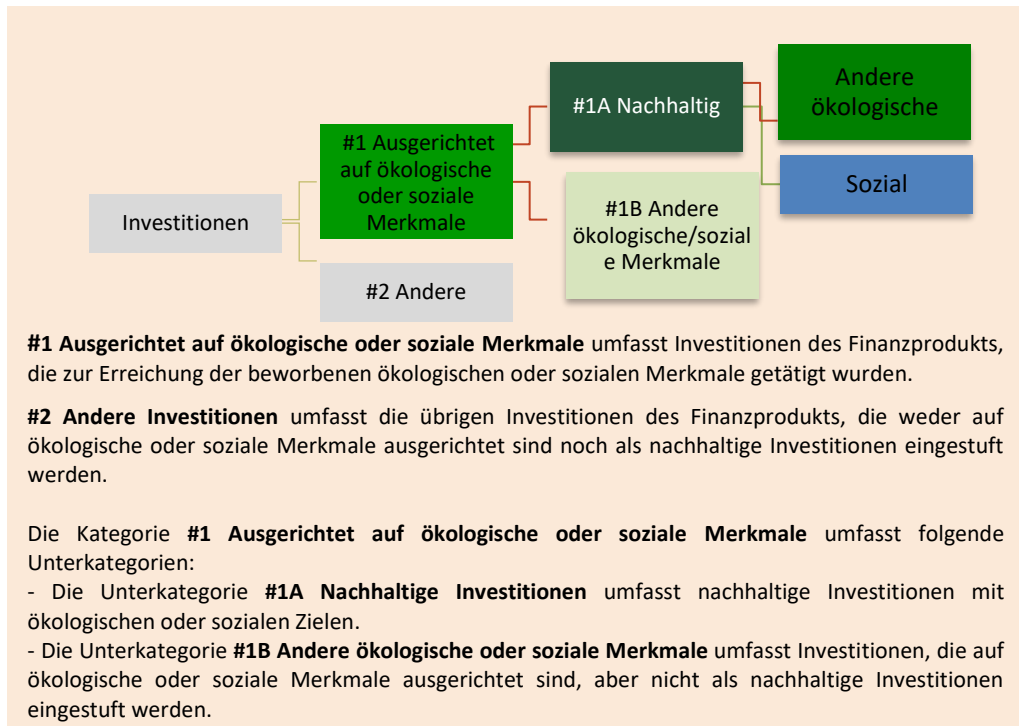 Investitionen
#1 Ausgerichtet
auf ökologische
oder soziale
Merkmale
#2 Andere
#1A Nachhaltig
#1B Andere
ökologische/sozial
e Merkmale
Andere
ökologische
Sozial
#1 Ausgerichtet auf ökologische oder soziale Merkmale umfasst Investitionen des Finanzprodukts,
die zur Erreichung der beworbenen ökologischen oder sozialen Merkmale getätigt wurden.
#2 Andere Investitionen umfasst die übrigen Investitionen des Finanzprodukts, die weder auf
ökologische oder soziale Merkmale ausgerichtet sind noch als nachhaltige Investitionen eingestuft
werden.
Die Kategorie #1 Ausgerichtet auf ökologische oder soziale Merkmale umfasst folgende
Unterkategorien:
- Die Unterkategorie #1A Nachhaltige Investitionen umfasst nachhaltige Investitionen mit
ökologischen oder sozialen Zielen.
- Die Unterkategorie #1B Andere ökologische oder soziale Merkmale umfasst Investitionen, die auf
ökologische oder soziale Merkmale ausgerichtet sind, aber nicht als nachhaltige Investitionen
eingestuft werden.